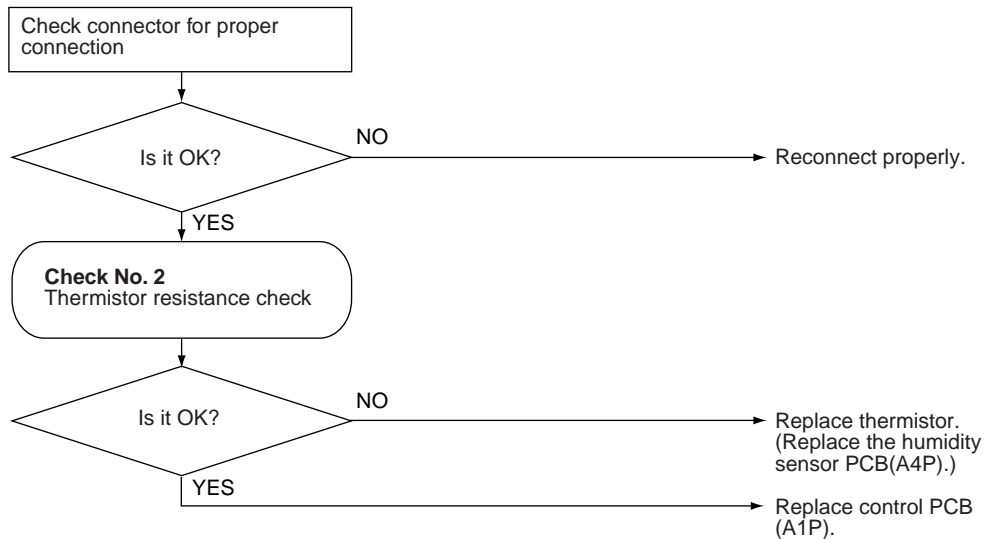 Check connector for proper
connection
Is it OK?
NO
Reconnect properly.
YES
Check No. 2
Thermistor resistance check
Is it OK?
NO
Replace thermistor.
(Replace the humidity
sensor PCB(A4P).)
YES
Replace control PCB
(A1P).